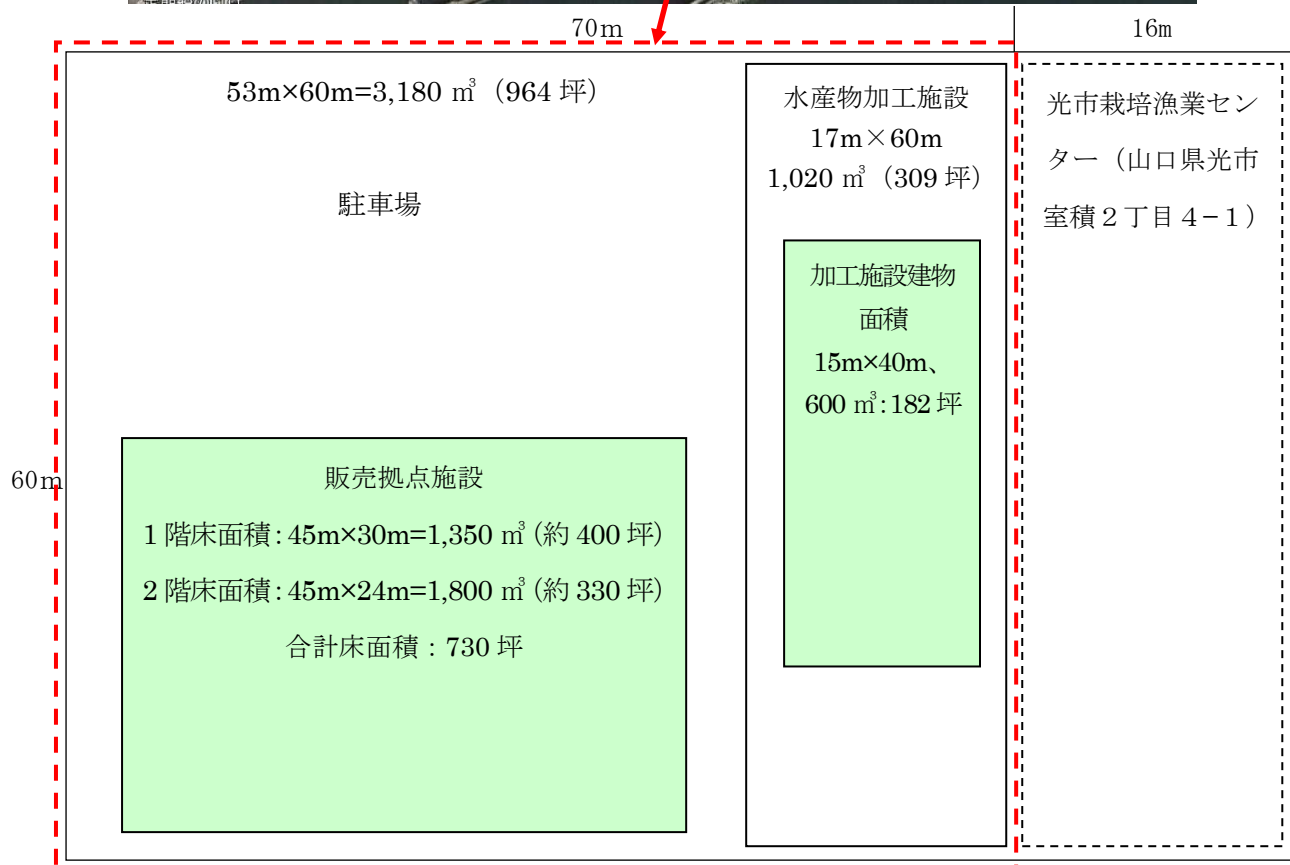 70m
16m
53m×60m=3,180 ㎥（964 坪）
駐車場
水産物加工施設
17m×60m
1,020 ㎥（309 坪）
加工施設建物
面積
15m×40m、
600 ㎥:182 坪
光市栽培漁業セン
ター（山口県光市
室積２丁目４−１）
60m
販売拠点施設
1 階床面積：45m×30m=1,350 ㎥（約 400 坪）
2 階床面積：45m×24m=1,800 ㎥（約 330 坪）
合計床面積：730 坪